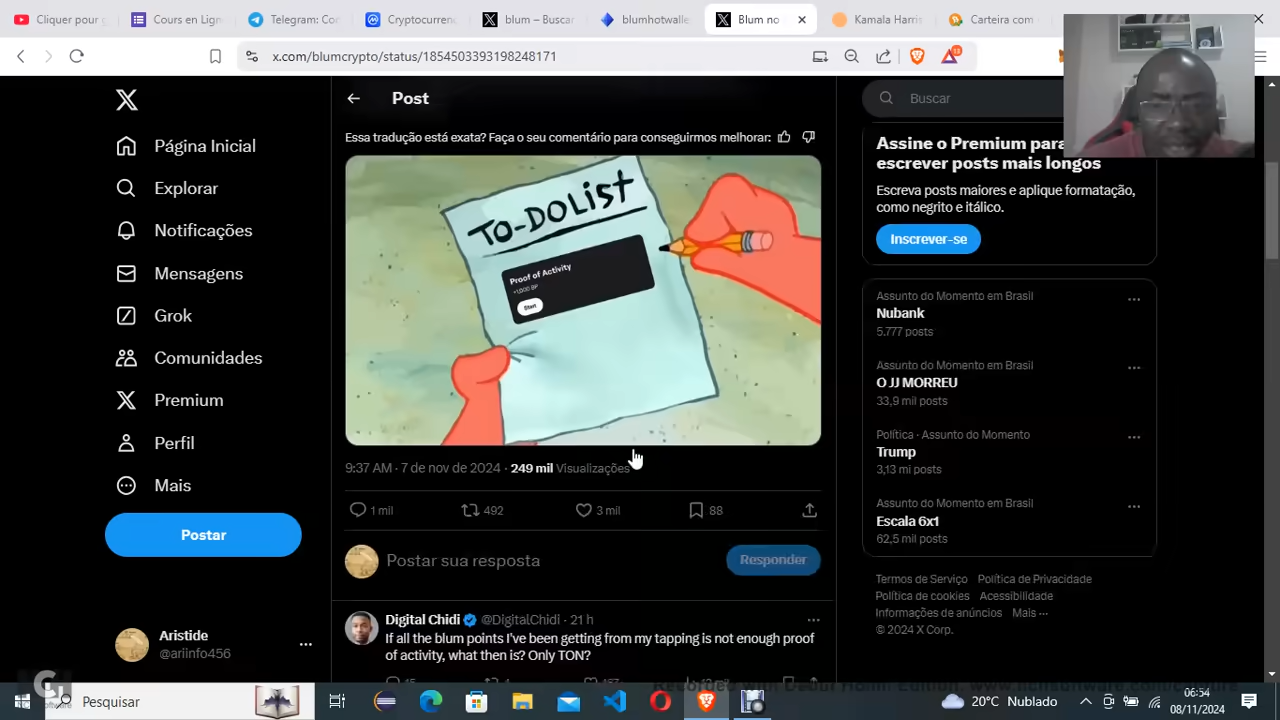 Cliquer pour g
Cours en Lign
Telegram: Co
Cryptocurren
blum – Buscar
blumhotwalle
Blum no
Kamala Harris
Carteira com
x.com/blumcrypto/status/1854503393198248171
13
Post
Buscar
Página Inicial
Explorar
Notificações
Mensagens
Grok
Comunidades
Premium
Perfil
Mais
Postar
Aristide
@ariinfo456
Essa tradução está exata? Faça o seu comentário para conseguirmos melhorar:
TO-DO LIST
Proof of Activity
+1,000 BP
Start
9:37 AM · 7 de nov de 2024 · 249 mil Visualizações
1 mil
492
3 mil
88
Postar sua resposta
Responder
Digital Chidi @DigitalChidi · 21 h
If all the blum points I've been getting from my tapping is not enough proof
of activity, what then is? Only TON?
Assine o Premium para
escrever posts mais longos
Escreva posts maiores e aplique formatação,
como negrito e itálico.
Inscrever-se
Assunto do Momento em Brasil
Nubank
5.777 posts
Assunto do Momento em Brasil
O JJ MORREU
33,9 mil posts
Política · Assunto do Momento
Trump
3,13 mi posts
Assunto do Momento em Brasil
Escala 6x1
62,5 mil posts
Termos de Serviço Política de Privacidade
Política de cookies Acessibilidade
Informações de anúncios Mais ···
© 2024 X Corp.
Pesquisar
20°C Nublado
06:54
08/11/2024